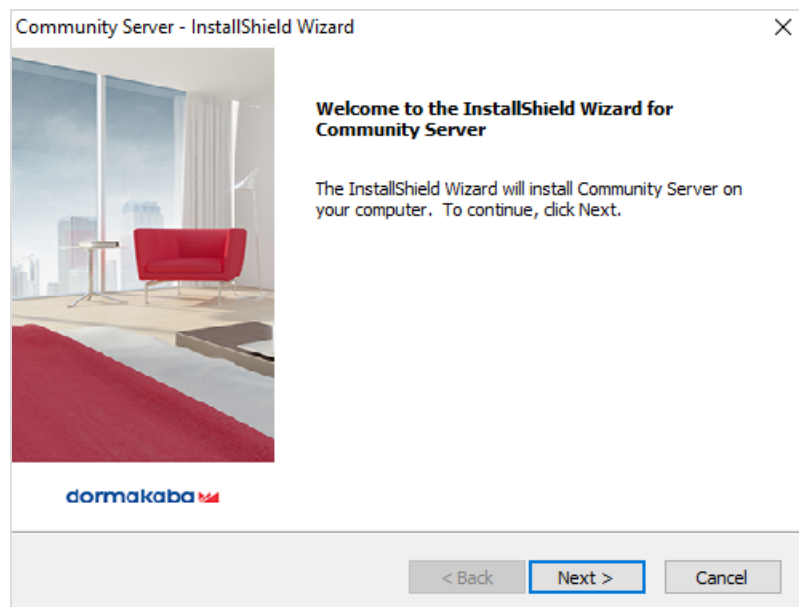 Community Server - InstallShield Wizard
Welcome to the InstallShield Wizard for
Community Server
The InstallShield Wizard will install Community Server on
your computer. To continue, click Next.
dormakaba
< Back
Next >
Cancel